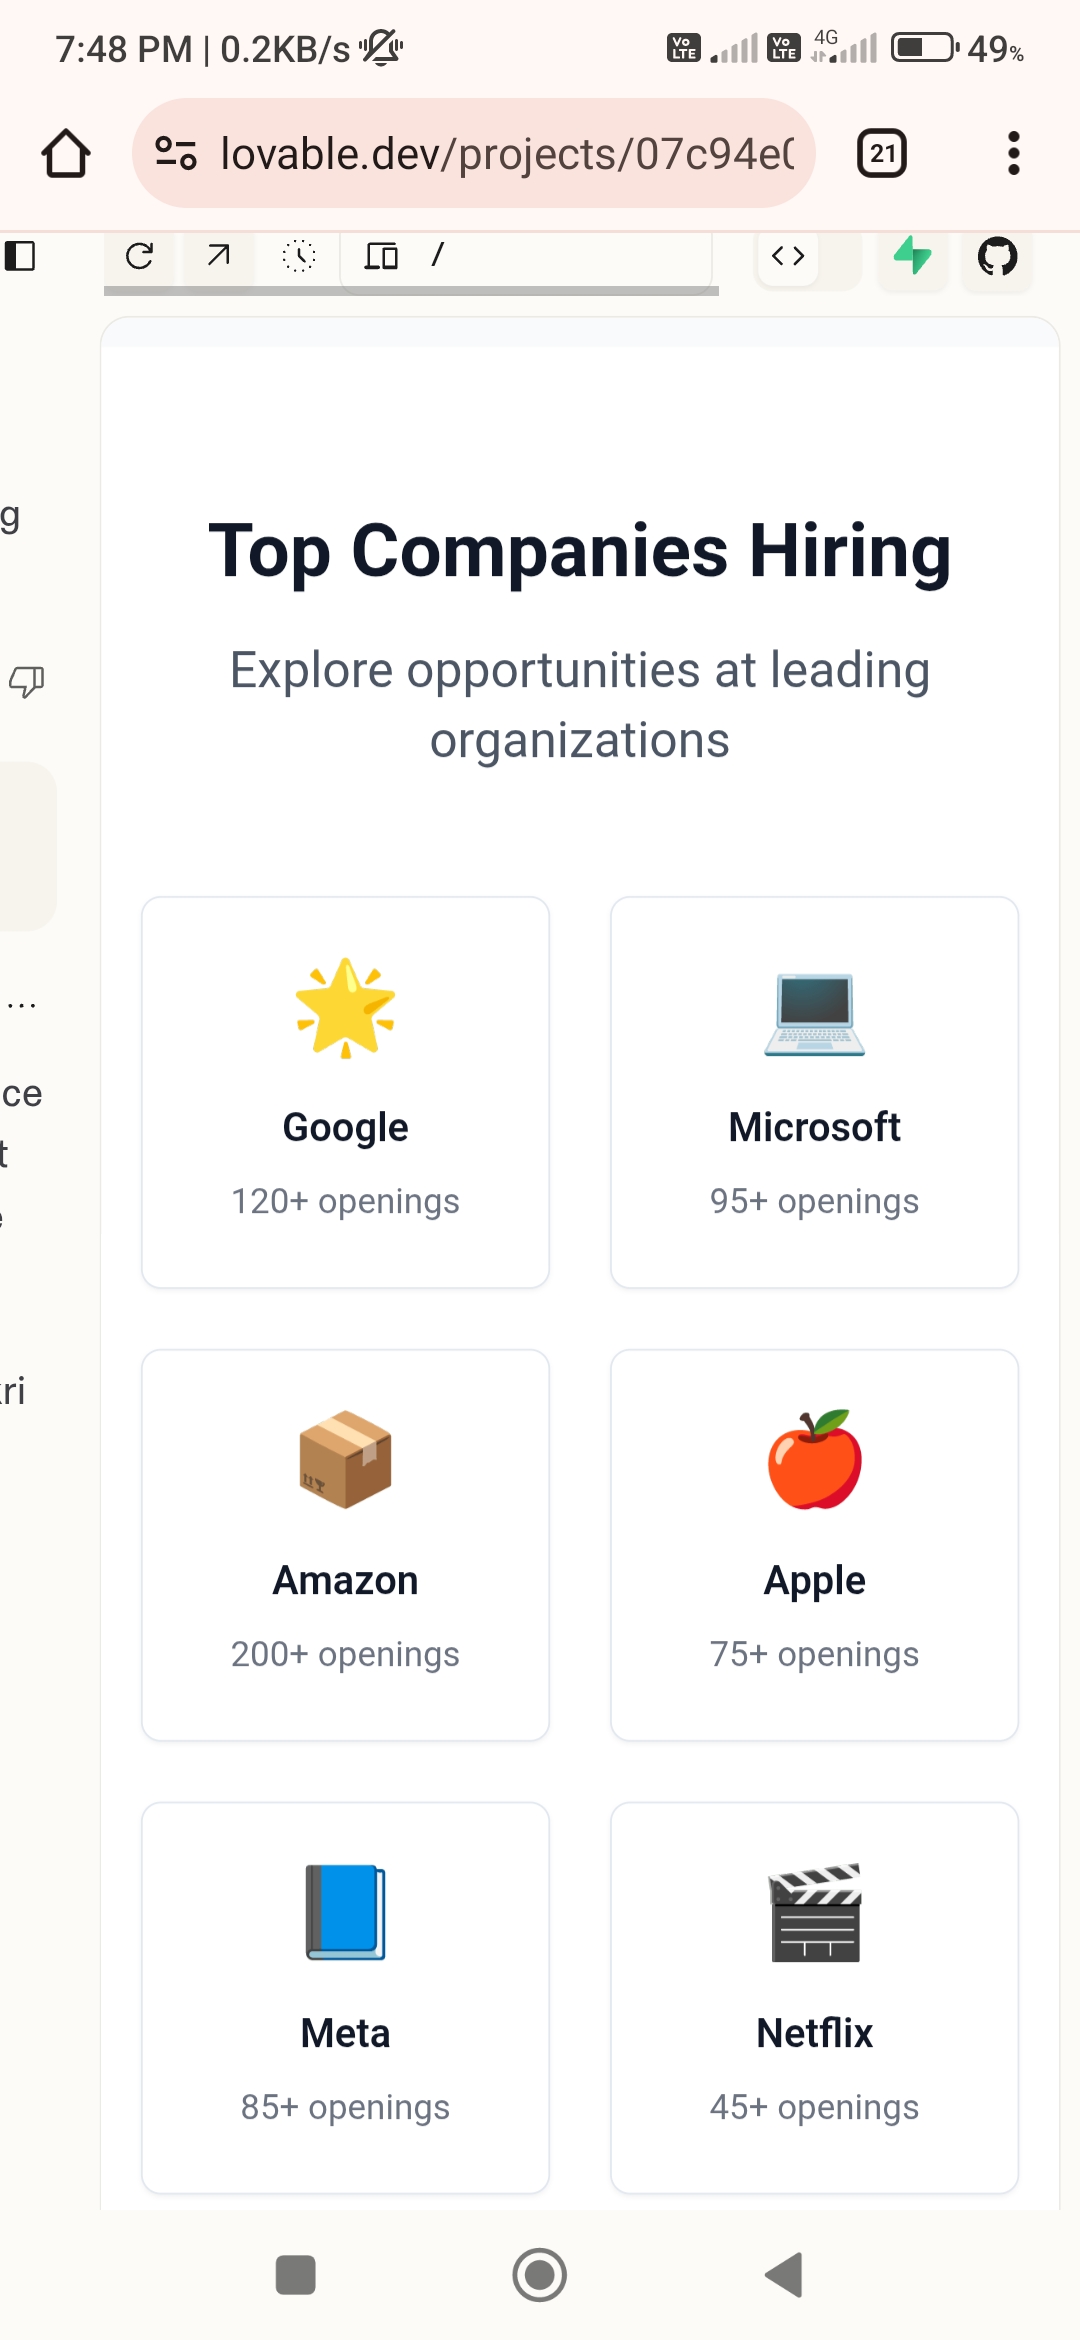 7:48 PM | 0.2KB/s
Vo LTE
Vo LTE
4G
49%
lovable.dev/projects/07c94e0
21
/
g
Top Companies Hiring
Explore opportunities at leading
organizations
...
ce
t
Google
120+ openings
Microsoft
95+ openings
kri
Amazon
200+ openings
Apple
75+ openings
Meta
85+ openings
Netflix
45+ openings